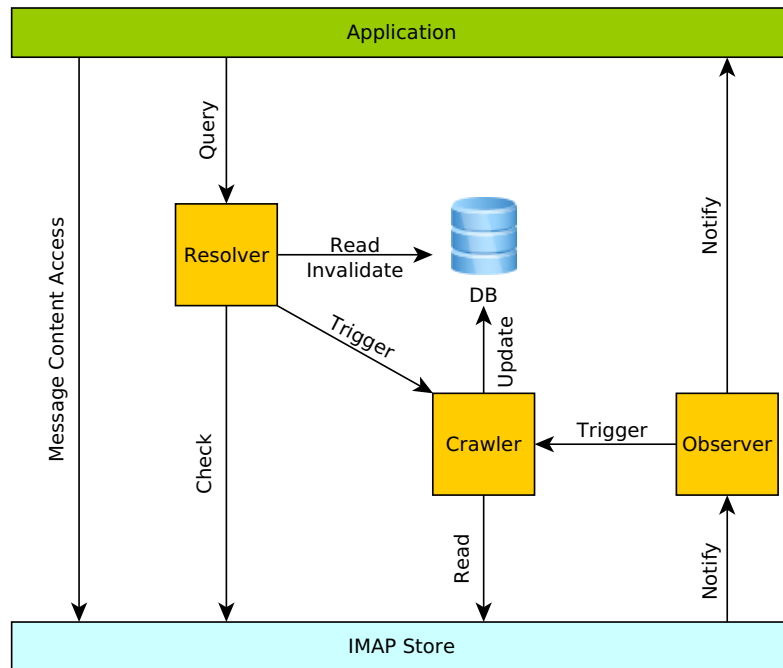 Application
Query
Notify
Message Content Access
Resolver
Read
Invalidate
DB
Trigger
Update
Check
Crawler
Trigger
Observer
Read
Notify
IMAP Store